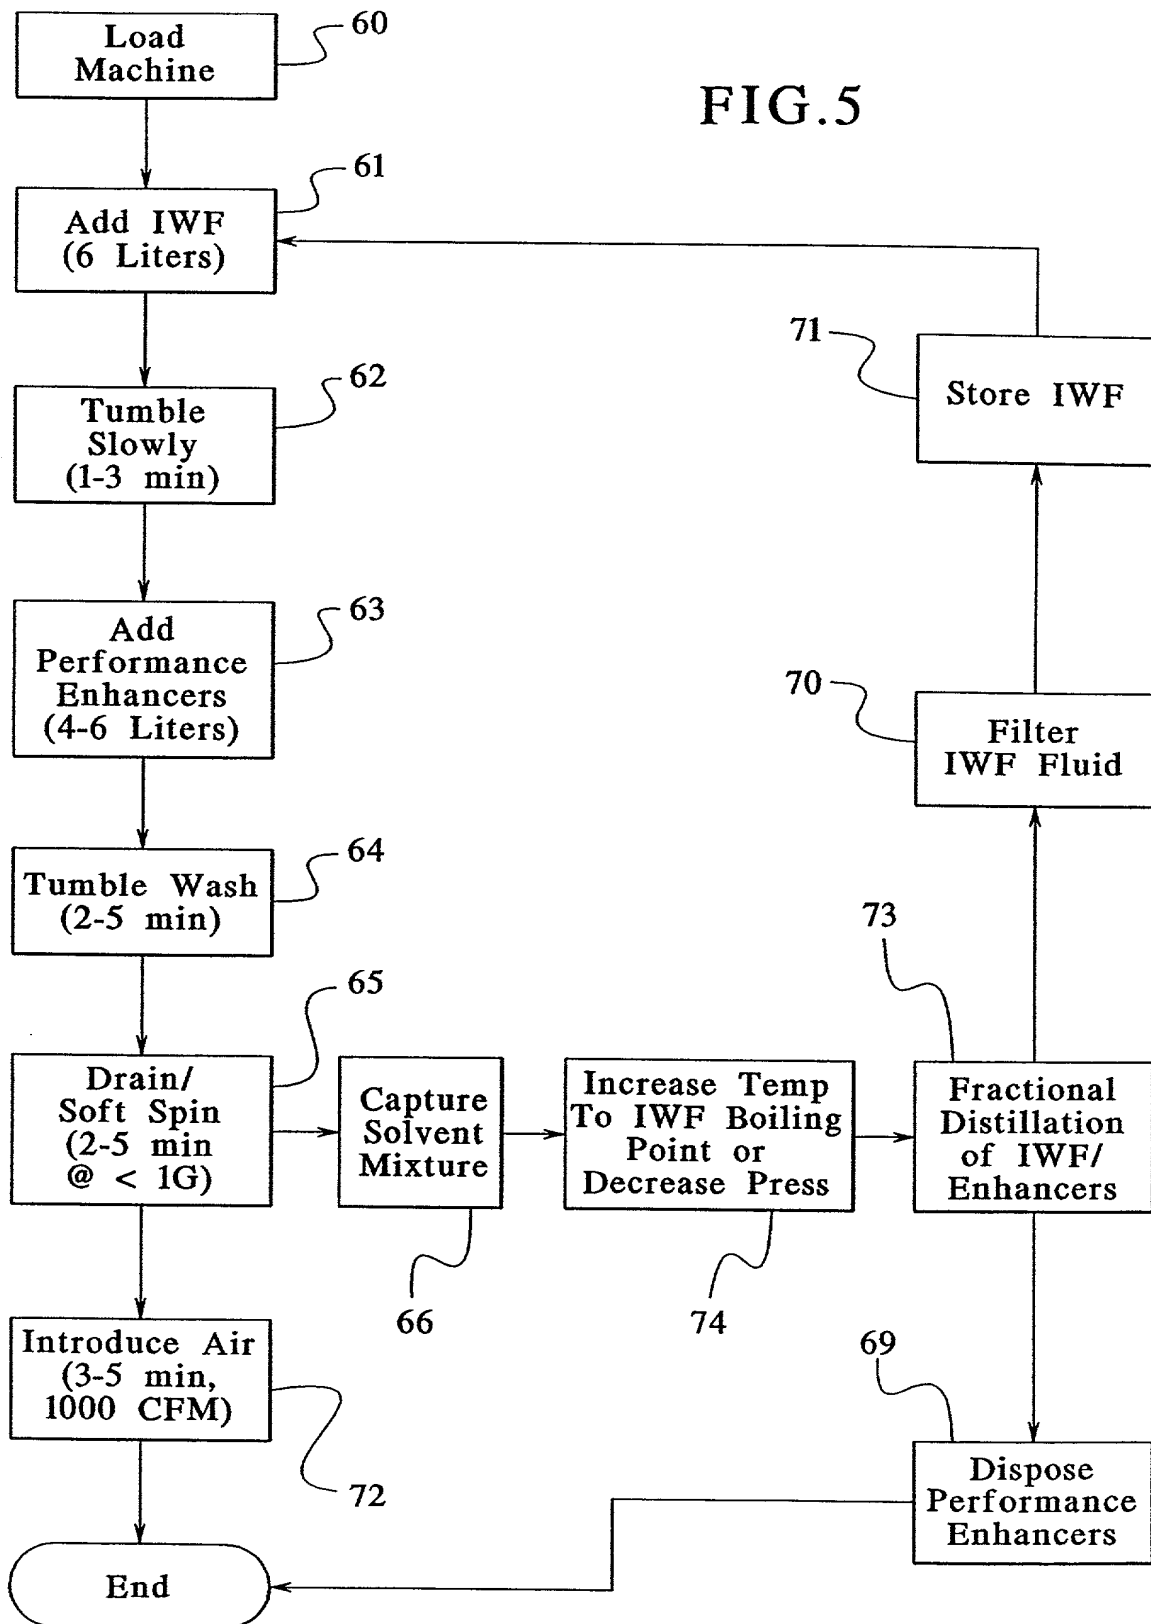 60
Load
Machine
FIG.5
61
Add IWF
(6 Liters)
62
Tumble
Slowly
(1-3 min)
71
Store IWF
63
Add
Performance
Enhancers
(4-6 Liters)
70
Filter
IWF Fluid
64
Tumble Wash
(2-5 min)
73
65
Drain/
Soft Spin
(2-5 min
@ < 1G)
Capture
Solvent
Mixture
Increase Temp
To IWF Boiling
Point or
Decrease Press
Fractional
Distillation
of IWF/
Enhancers
66
74
Introduce Air
(3-5 min,
1000 CFM)
72
69
Dispose
Performance
Enhancers
End